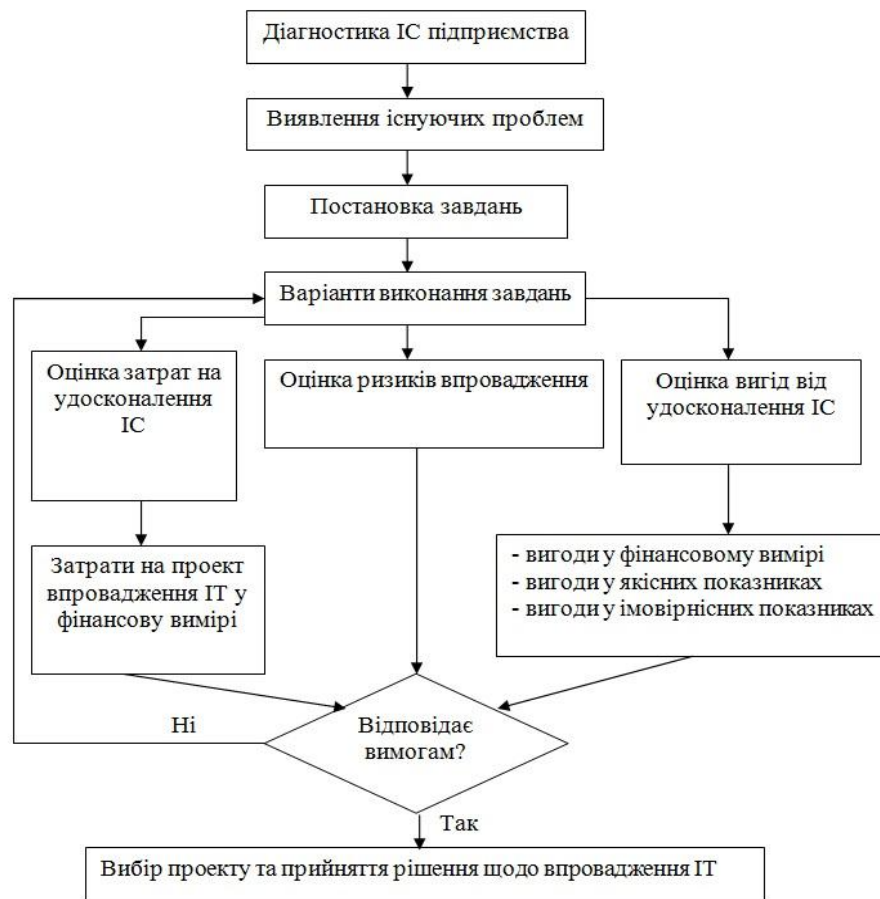 Діагностика ІС підприємства
Виявлення існуючих проблем
Постановка завдань
Варіанти виконання завдань
Оцінка затрат на
удосконалення
ІС
Оцінка ризиків впровадження
Оцінка вигід від
удосконалення ІС
Затрати на проект
впровадження ІТ у
фінансову вимірі
- вигоди у фінансовому вимірі
- вигоди у якісних показниках
- вигоди у імовірнісних показниках
Ні
Відповідає
вимогам?
Так
Вибір проекту та прийняття рішення щодо впровадження ІТ